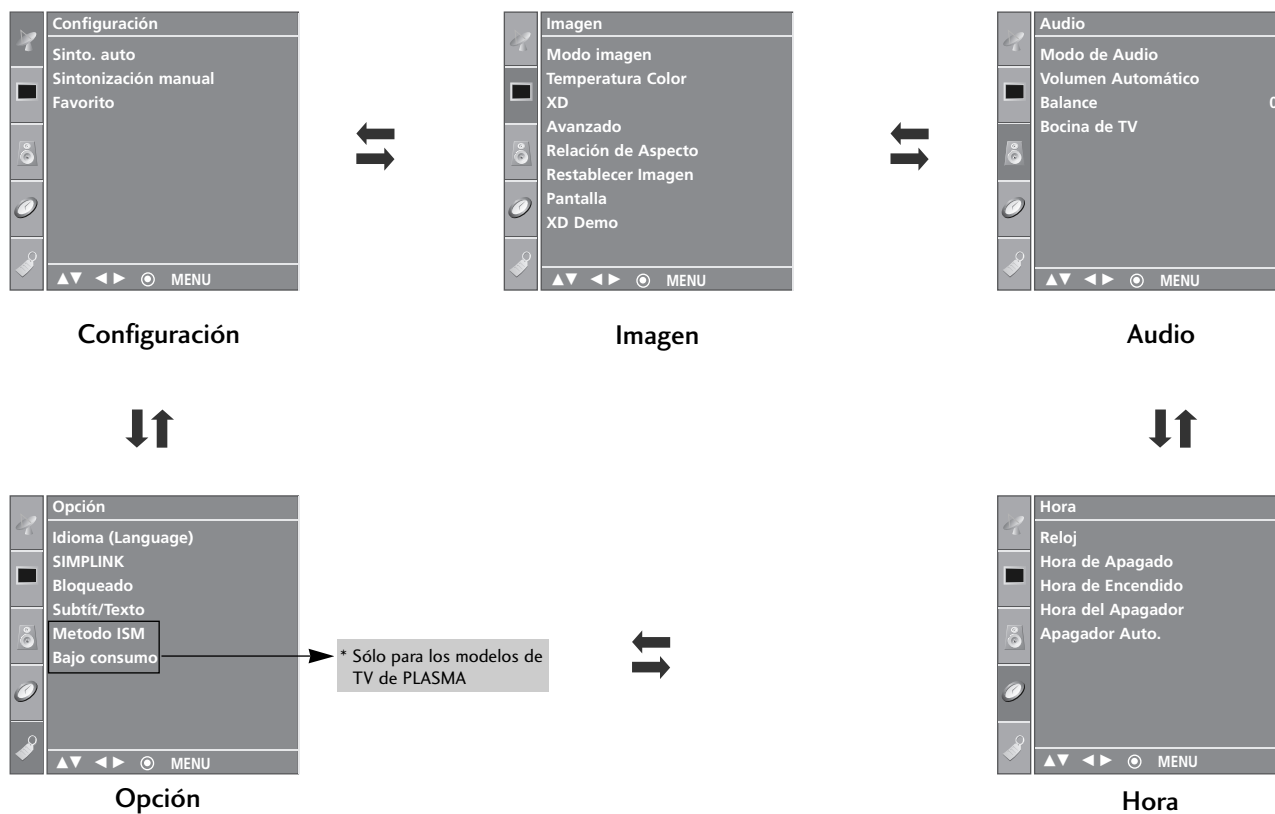 Configuración
Sinto. auto
Sintonización manual
Favorito
▲▼ ◄► ◉ MENU
Configuración
Imagen
Modo imagen
Temperatura Color
XD
Avanzado
Relación de Aspecto
Restablecer Imagen
Pantalla
XD Demo
▲▼ ◄► ◉ MENU
Imagen
Audio
Modo de Audio
Volumen Automático
Balance 0
Bocina de TV
▲▼ ◄► ◉ MENU
Audio
Opción
Idioma (Language)
SIMPLINK
Bloqueado
Subtít/Texto
Metodo ISM
Bajo consumo
▲▼ ◄► ◉ MENU
* Sólo para los modelos de
TV de PLASMA
Opción
Hora
Reloj
Hora de Apagado
Hora de Encendido
Hora del Apagador
Apagador Auto.
▲▼ ◄► ◉ MENU
Hora